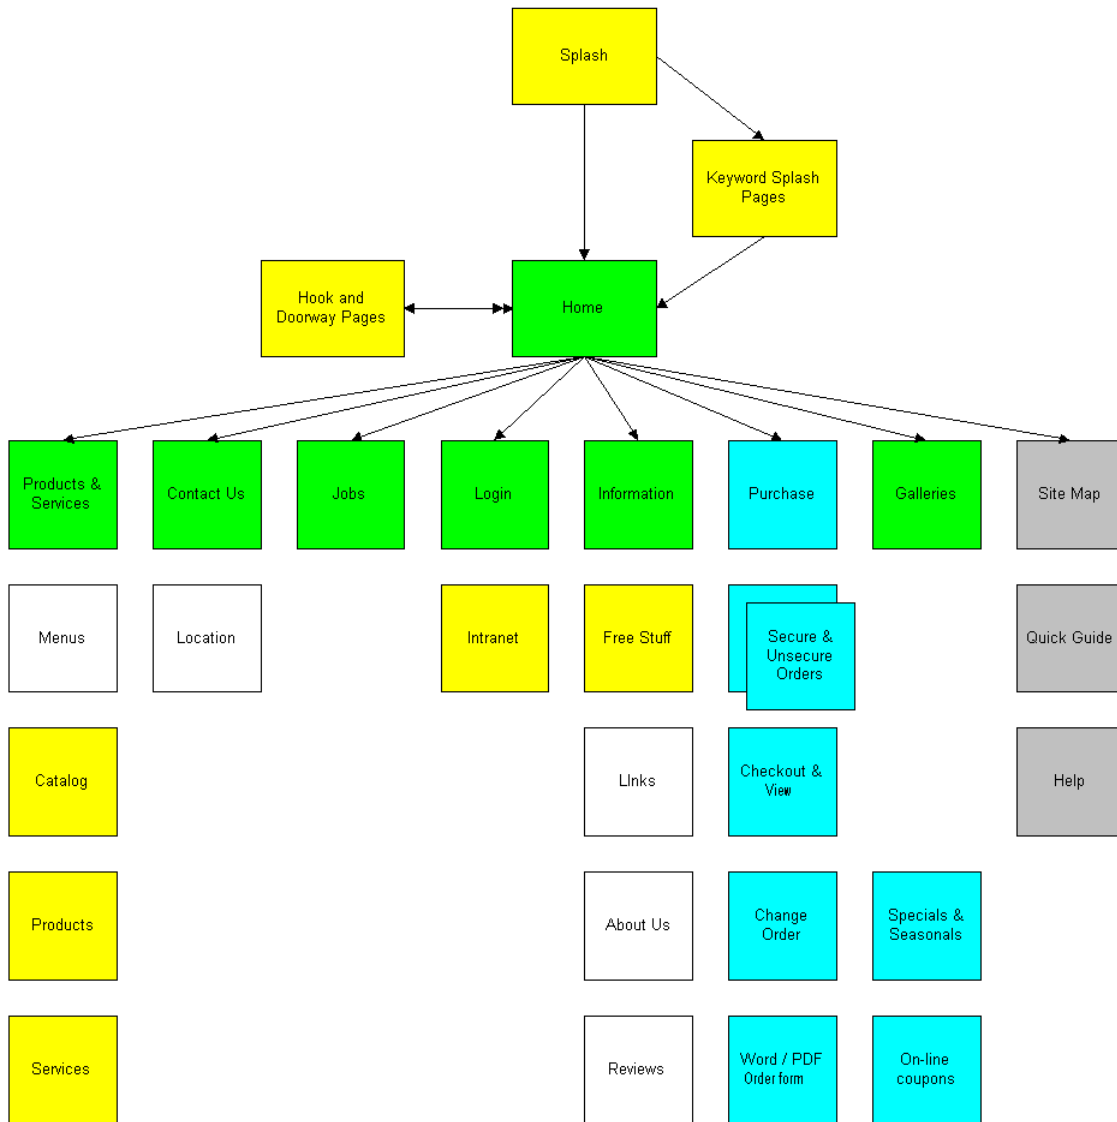 Splash
Keyword Splash
Pages
Hook and
Doorway Pages
Home
Products &
Services
Contact Us
Jobs
Login
Information
Purchase
Galleries
Site Map
Menus
Location
Intranet
Free Stuff
Secure &
Unsecure
Orders
Quick Guide
Catalog
LInks
Checkout &
View
Help
Products
About Us
Change
Order
Specials &
Seasonals
Services
Reviews
Word / PDF
Order form
On-line
coupons